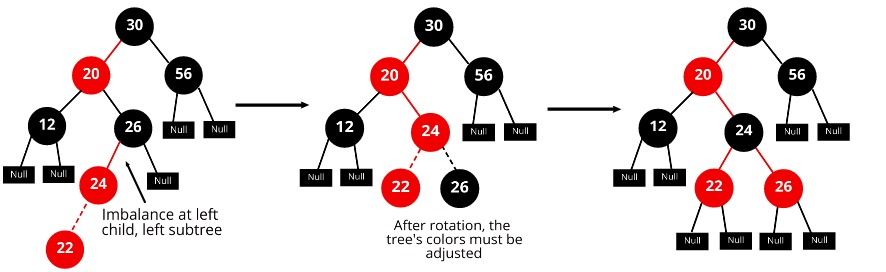 30
20
56
12
26
Null
Null
Null
Null
24
Null
22
Imbalance at left
child, left subtree
30
20
56
12
24
Null
Null
Null
Null
22
26
After rotation, the
tree's colors must be
adjusted
30
20
56
12
24
Null
Null
Null
Null
22
26
Null
Null
Null
Null